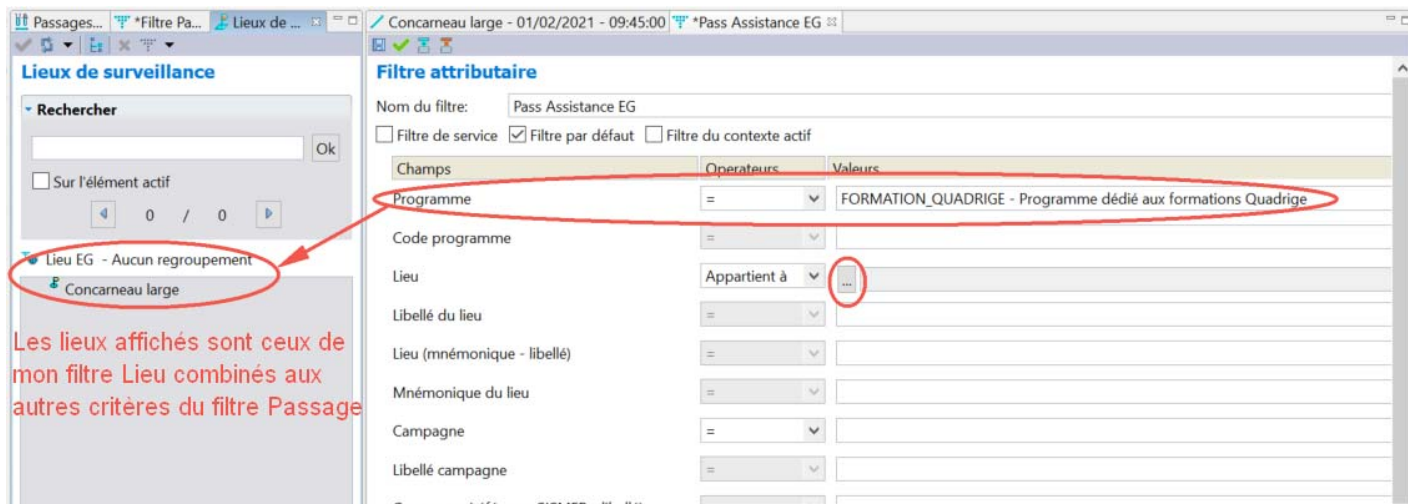 Passages... *Filtre Pa... Lieux de ...
Lieux de surveillance
Rechercher
Ok
Sur l'élément actif
0 / 0
Lieu EG - Aucun regroupement
Concarneau large
Les lieux affichés sont ceux de
mon filtre Lieu combinés aux
autres critères du filtre Passage
Concarneau large - 01/02/2021 - 09:45:00 *Pass Assistance EG
Filtre attributaire
Nom du filtre: Pass Assistance EG
Filtre de service Filtre par défaut Filtre du contexte actif
Champs Operateurs Valeurs
Programme = FORMATION_QUADRIGE - Programme dédié aux formations Quadrige
Code programme =
Lieu Appartient à ...
Libellé du lieu =
Lieu (mnémonique - libellé) =
Mnémonique du lieu =
Campagne =
Libellé campagne =